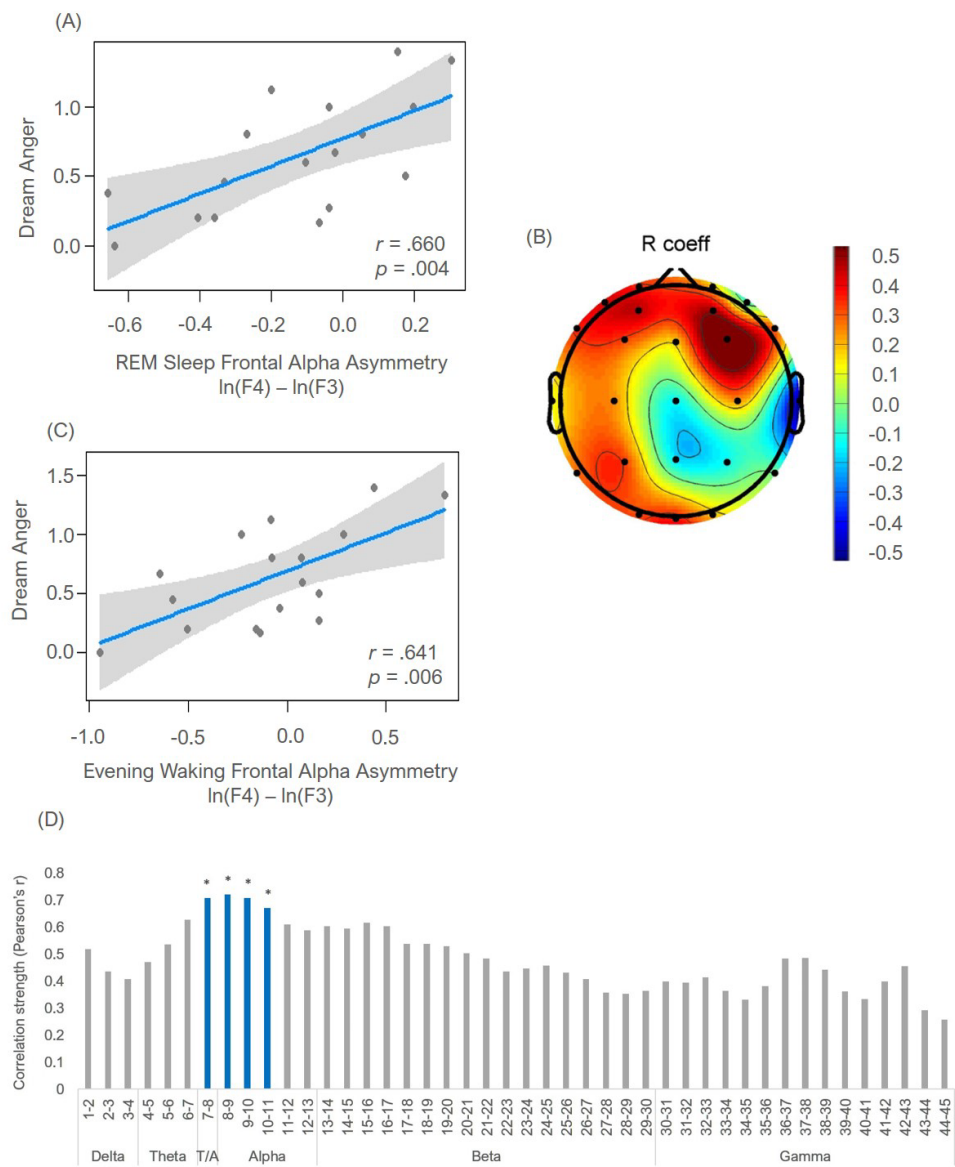 (A)
Dream Anger
1.0
0.5
0.0
r = .660
p = .004
-0.6 -0.4 -0.2 0.0 0.2
REM Sleep Frontal Alpha Asymmetry
ln(F4) – ln(F3)
(B)
R coeff
0.5
0.4
0.3
0.2
0.1
0.0
-0.1
-0.2
-0.3
-0.4
-0.5
(C)
Dream Anger
1.5
1.0
0.5
0.0
r = .641
p = .006
-1.0 -0.5 0.0 0.5
Evening Waking Frontal Alpha Asymmetry
ln(F4) – ln(F3)
(D)
Correlation strength (Pearson's r)
0.8
0.7
0.6
0.5
0.4
0.3
0.2
0.1
0
* * * *
1-2 2-3 3-4 4-5 5-6 6-7 7-8 8-9 9-10 10-11 11-12 12-13 13-14 14-15 15-16 16-17 17-18 18-19 19-20 20-21 21-22 22-23 23-24 24-25 25-26 26-27 27-28 28-29 29-30 30-31 31-32 32-33 33-34 34-35 35-36 36-37 37-38 38-39 39-40 40-41 41-42 42-43 43-44 44-45
Delta Theta T/A Alpha Beta Gamma